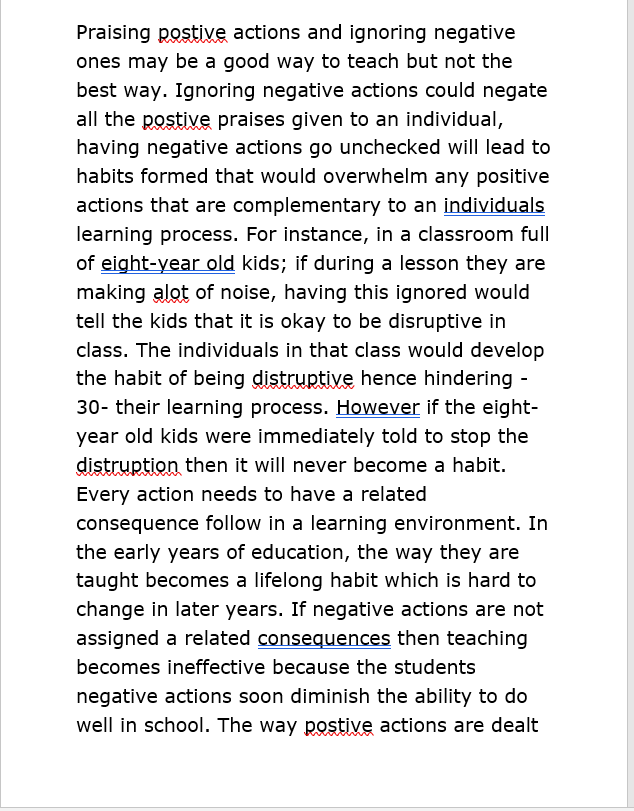 Praising postive actions and ignoring negative
ones may be a good way to teach but not the
best way. Ignoring negative actions could negate
all the postive praises given to an individual,
having negative actions go unchecked will lead to
habits formed that would overwhelm any positive
actions that are complementary to an individuals
learning process. For instance, in a classroom full
of eight-year old kids; if during a lesson they are
making alot of noise, having this ignored would
tell the kids that it is okay to be disruptive in
class. The individuals in that class would develop
the habit of being distruptive hence hindering -
30- their learning process. However if the eight-
year old kids were immediately told to stop the
distruption then it will never become a habit.
Every action needs to have a related
consequence follow in a learning environment. In
the early years of education, the way they are
taught becomes a lifelong habit which is hard to
change in later years. If negative actions are not
assigned a related consequences then teaching
becomes ineffective because the students
negative actions soon diminish the ability to do
well in school. The way postive actions are dealt